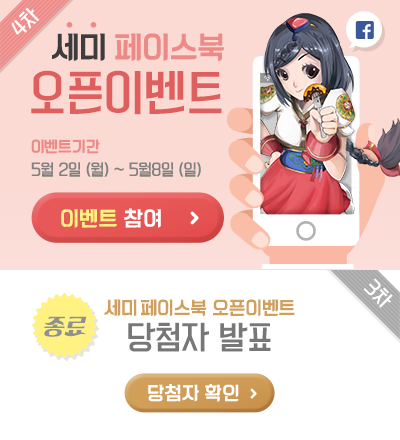 4차
세미 페이스북
오픈이벤트
이벤트기간
5월 2일 (월) ~ 5월8일 (일)
이벤트 참여 >
3차
종료
세미 페이스북 오픈이벤트
당첨자 발표
당첨자 확인 >